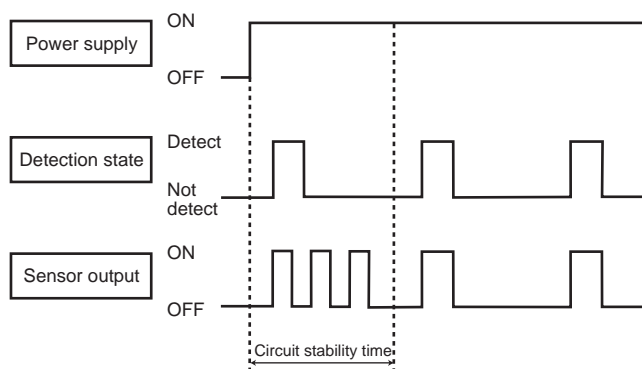 Power supply
ON
OFF
Detection state
Detect
Not
detect
Sensor output
ON
OFF
Circuit stability time